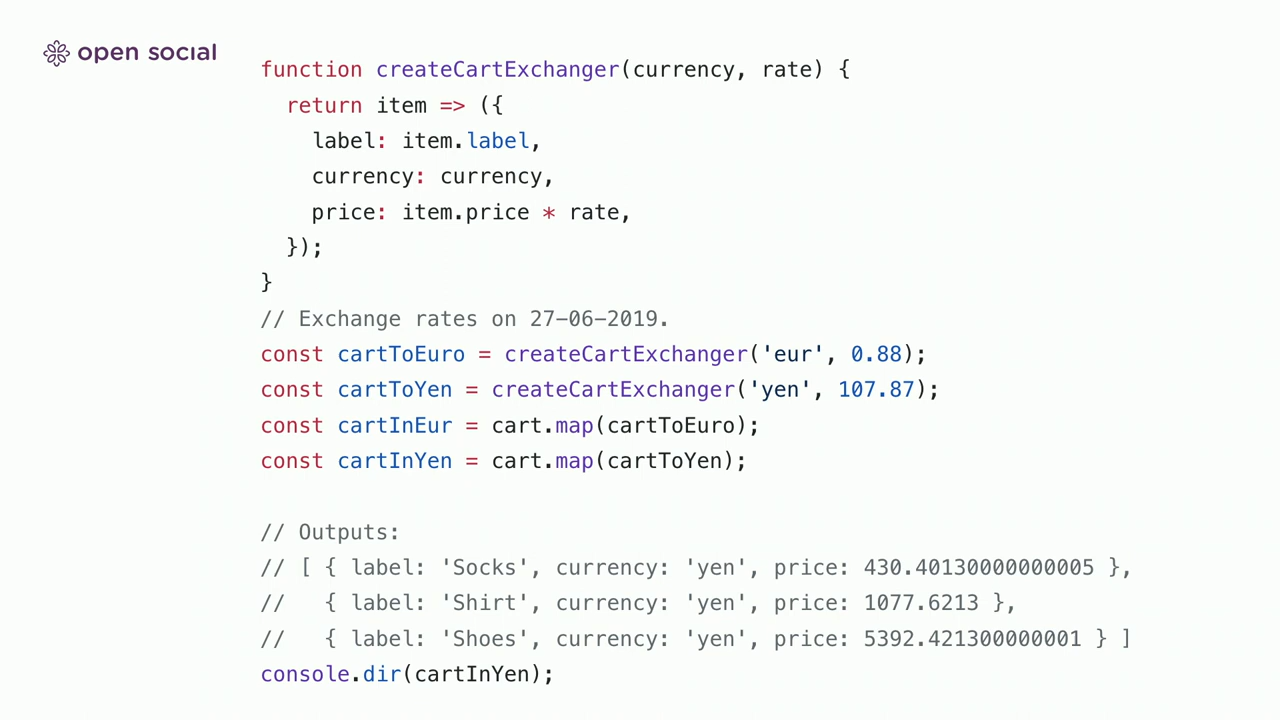 open social
function createCartExchanger(currency, rate) {
  return item => ({
    label: item.label,
    currency: currency,
    price: item.price * rate,
  });
}
// Exchange rates on 27-06-2019.
const cartToEuro = createCartExchanger('eur', 0.88);
const cartToYen = createCartExchanger('yen', 107.87);
const cartInEur = cart.map(cartToEuro);
const cartInYen = cart.map(cartToYen);

// Outputs:
// [ { label: 'Socks', currency: 'yen', price: 430.40130000000005 },
//   { label: 'Shirt', currency: 'yen', price: 1077.6213 },
//   { label: 'Shoes', currency: 'yen', price: 5392.421300000001 } ]
console.dir(cartInYen);